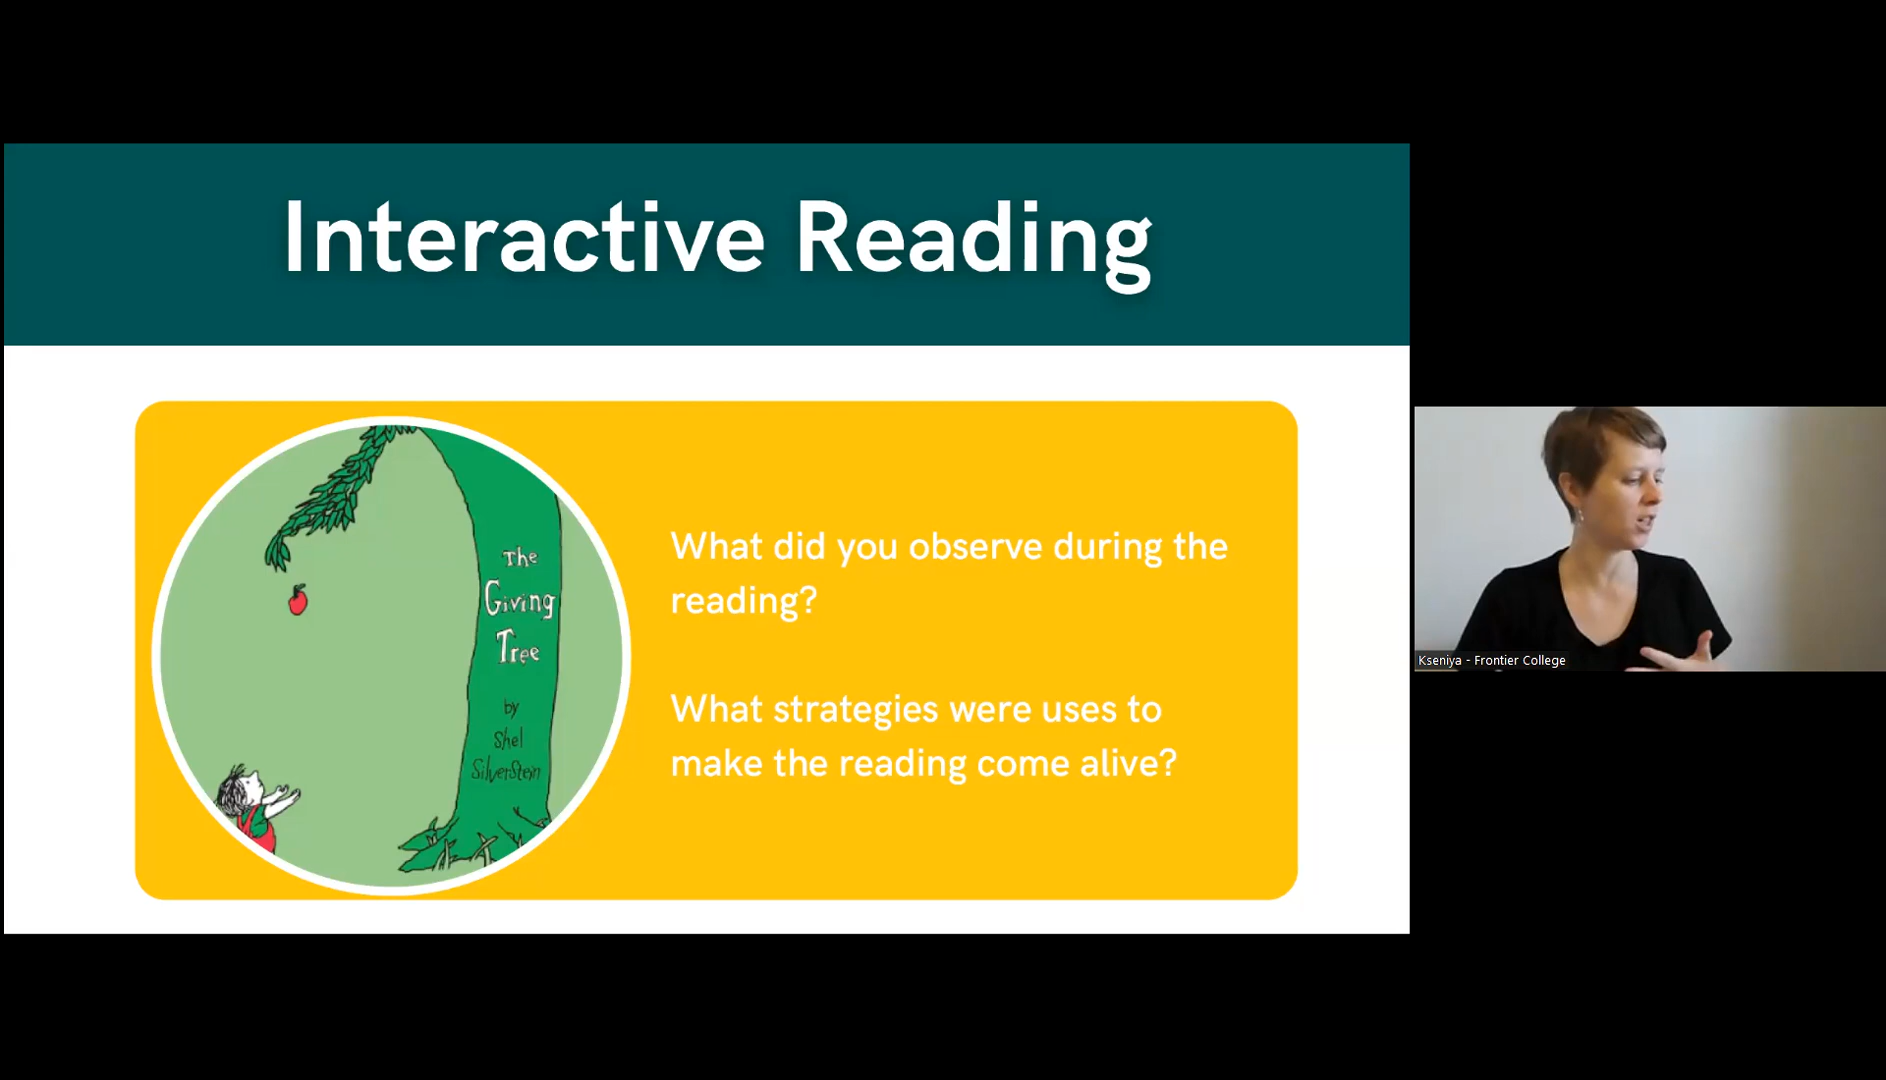 Interactive Reading
The
Giving
Tree
by
Shel
Silverstein
What did you observe during the
reading?
What strategies were uses to
make the reading come alive?
Kseniya - Frontier College